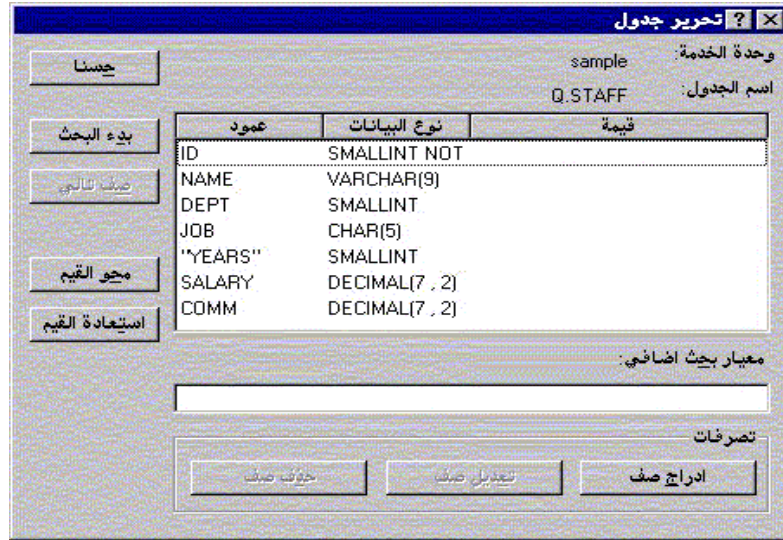 تحرير جدول
وحدة الخدمة: sample
اسم الجدول: Q.STAFF
حسنا
عمود نوع البيانات قيمة
ID SMALLINT NOT
NAME VARCHAR(9)
DEPT SMALLINT
JOB CHAR(5)
"YEARS" SMALLINT
SALARY DECIMAL(7 , 2)
COMM DECIMAL(7 , 2)
بدء البحث
صف تالي
محو القيم
استعادة القيم
معيار بحث اضافي:
تصرفات
ادراج صف
تعديل صف
حذف صف